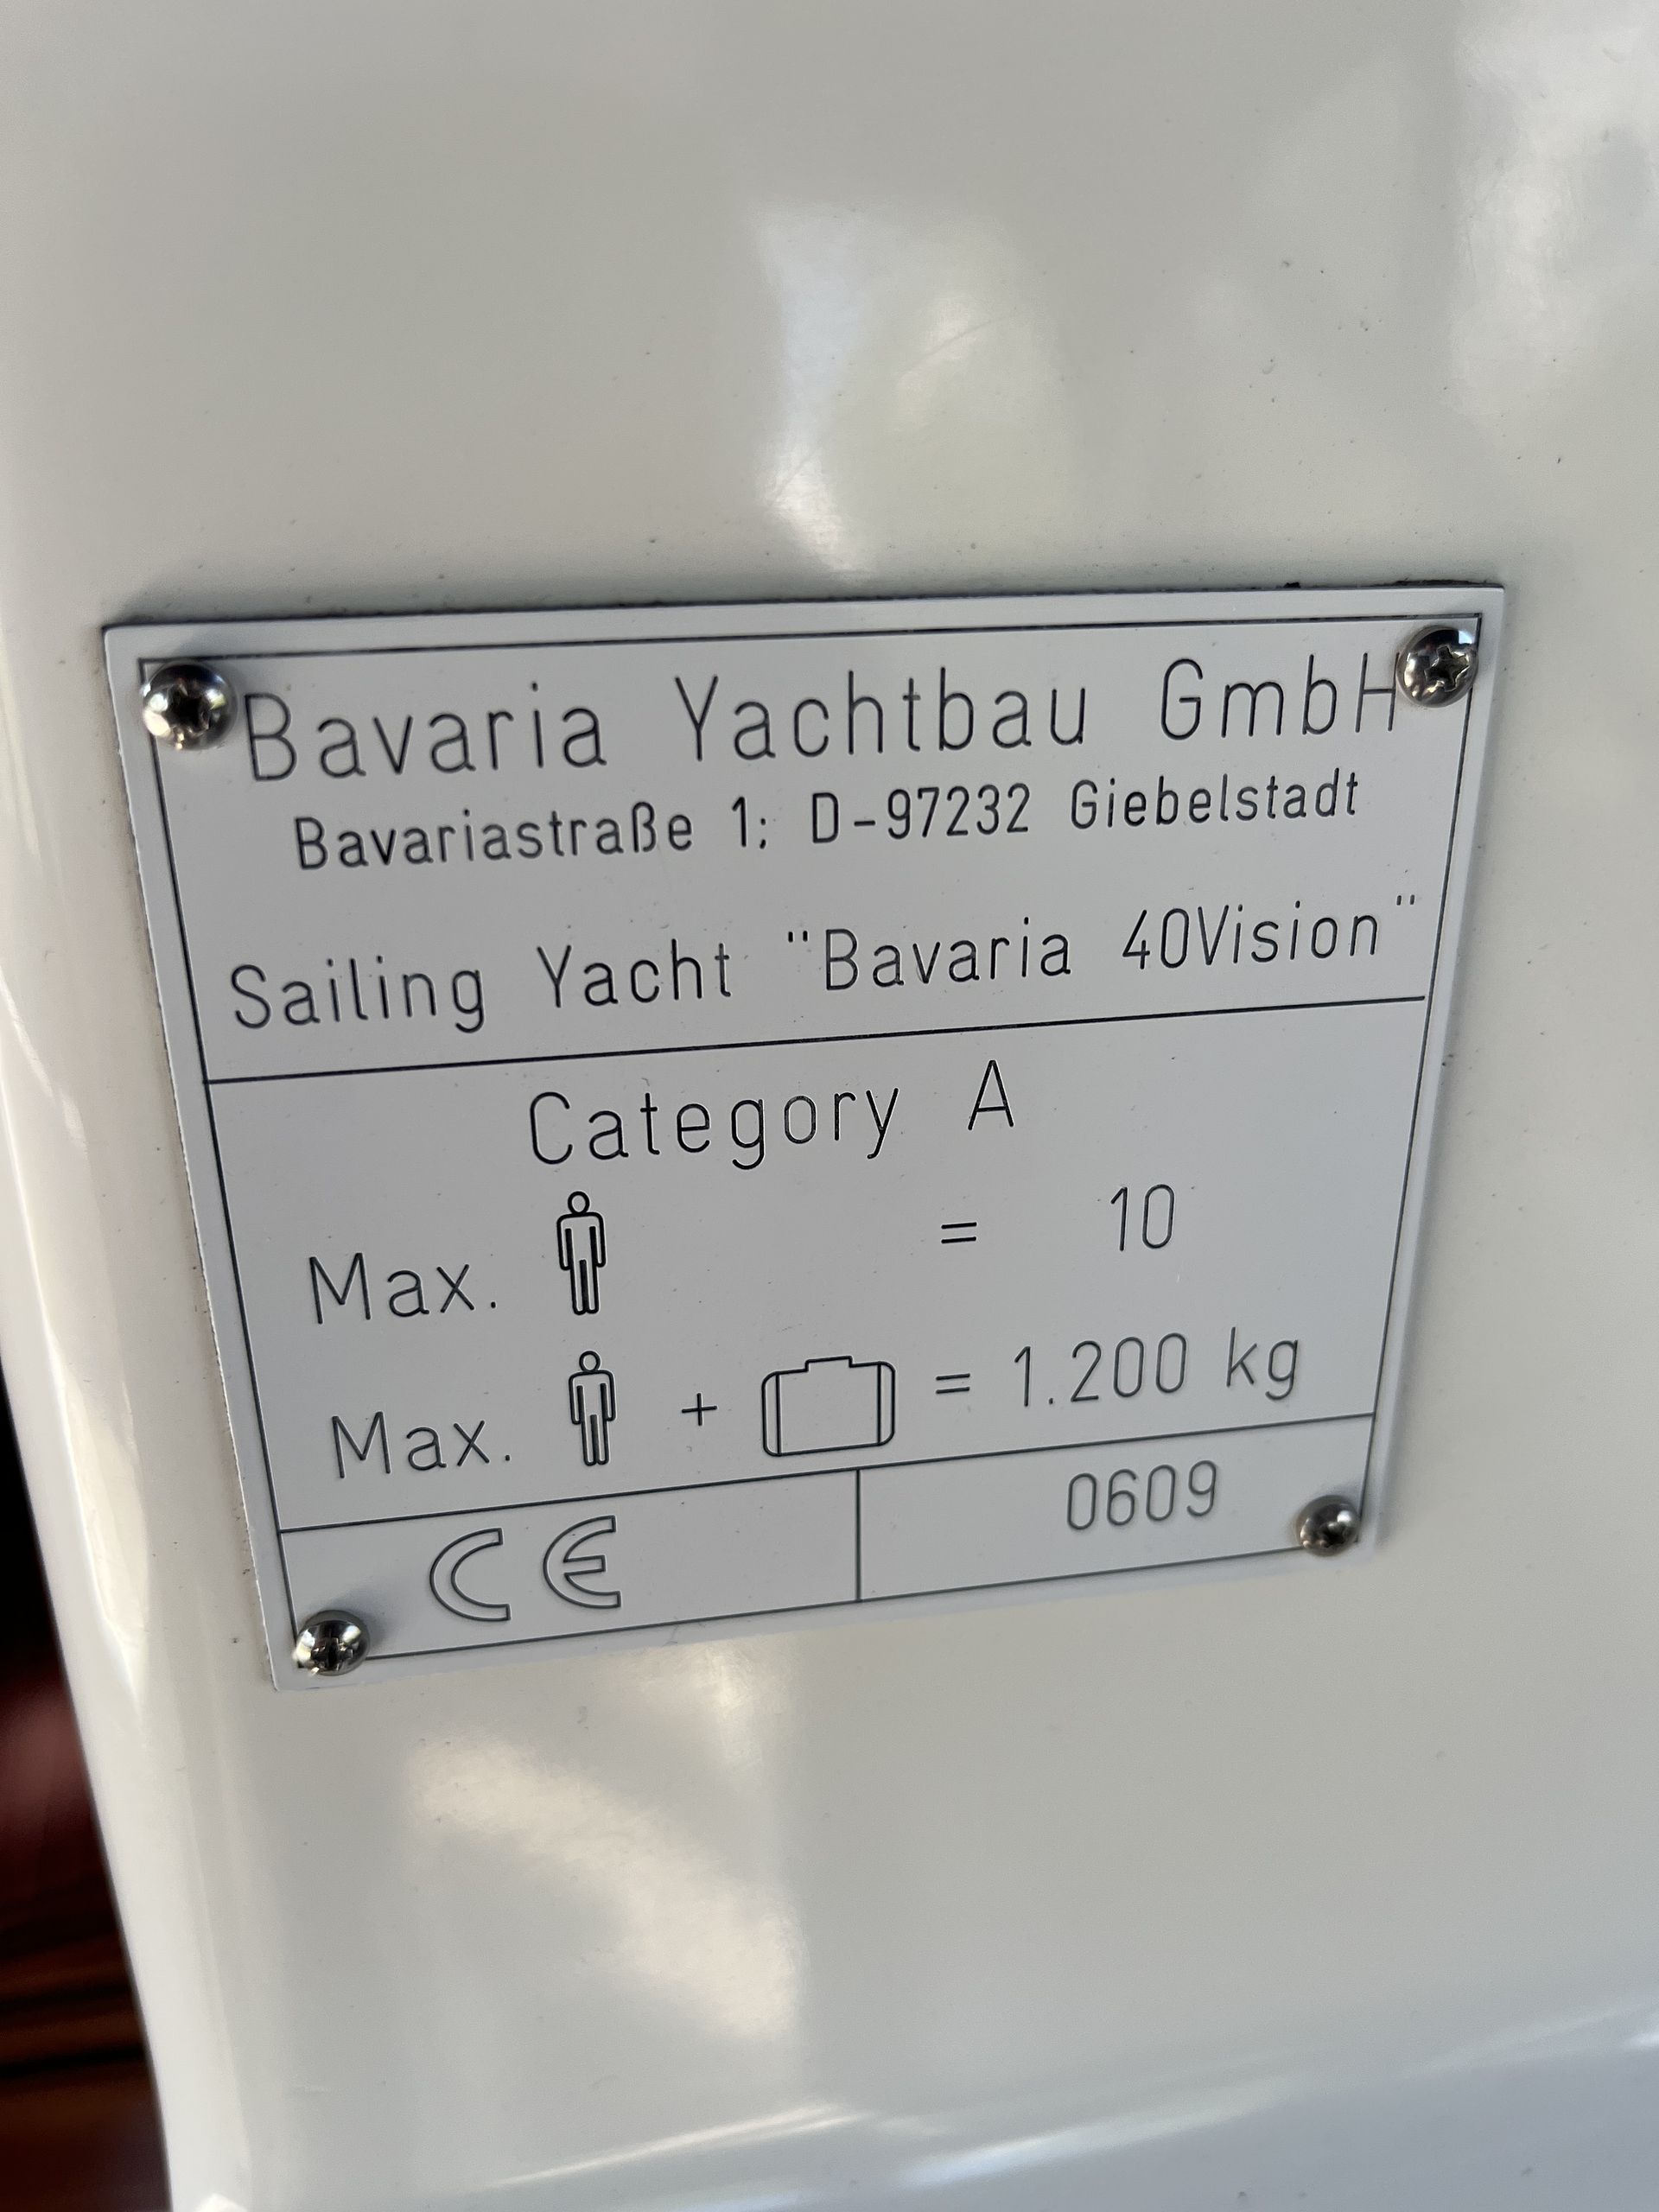 Bavaria Yachtbau GmbH
Bavariastraße 1; D-97232 Giebelstadt
Sailing Yacht "Bavaria 40Vision"
Category A
Max. = 10
Max. + = 1.200 kg
CE 0609